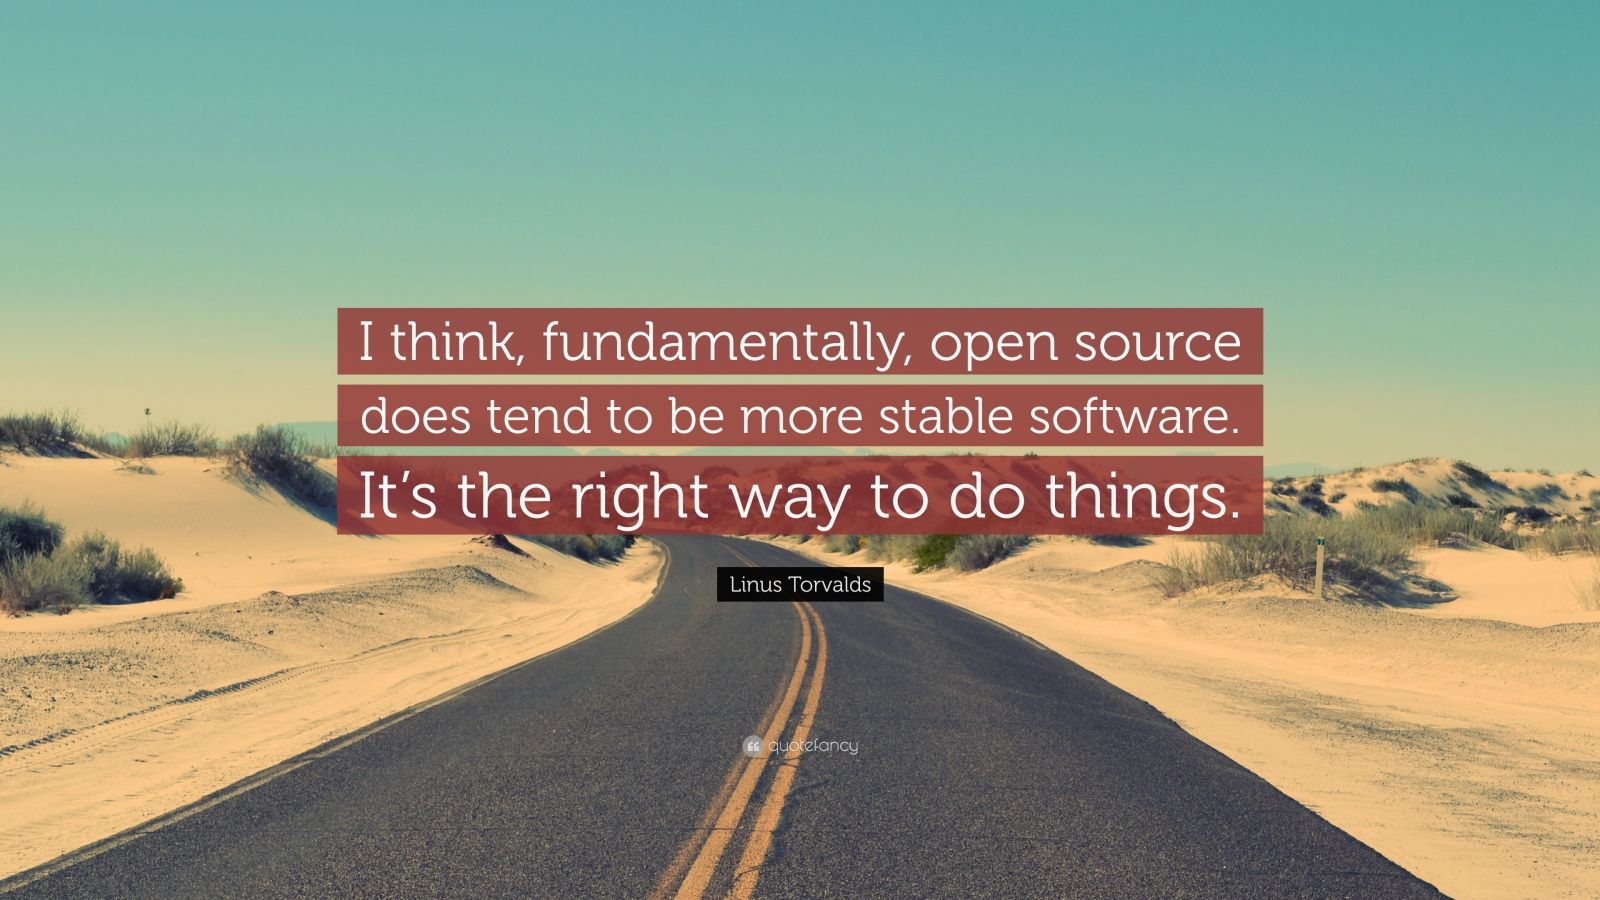 I think, fundamentally, open source
does tend to be more stable software.
It’s the right way to do things.
Linus Torvalds
quotefancy